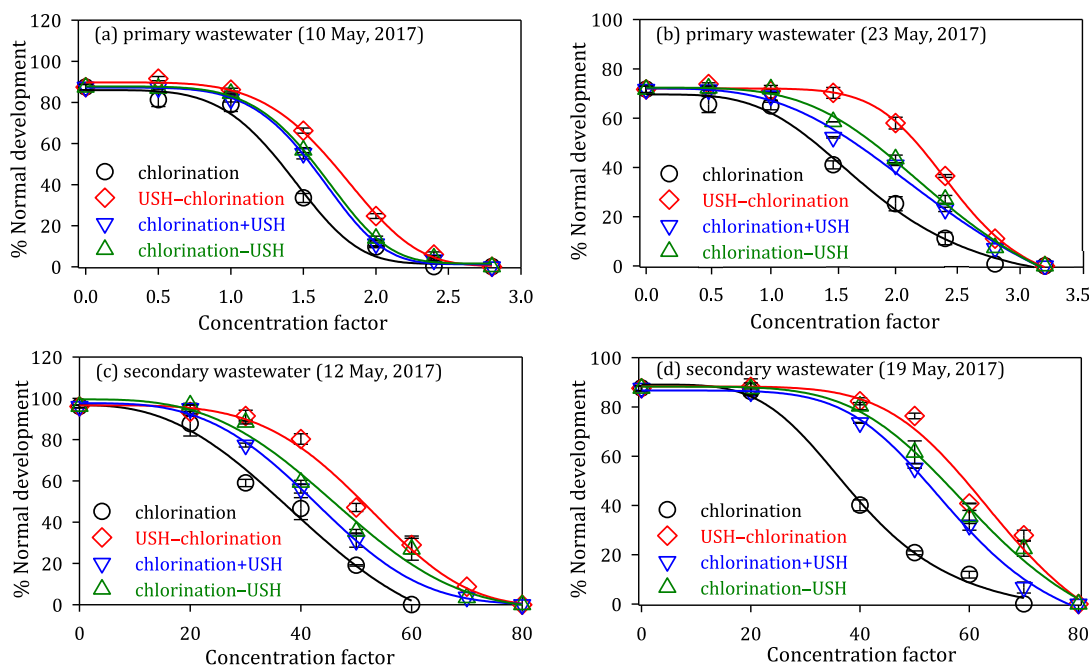 (a) primary wastewater (10 May, 2017)
120
100
80
60
40
20
0
% Normal development
chlorination
USH–chlorination
chlorination+USH
chlorination–USH
0.0 0.5 1.0 1.5 2.0 2.5 3.0
Concentration factor
(b) primary wastewater (23 May, 2017)
100
80
60
40
20
0
% Normal development
chlorination
USH–chlorination
chlorination+USH
chlorination–USH
0.0 0.5 1.0 1.5 2.0 2.5 3.0 3.5
Concentration factor
(c) secondary wastewater (12 May, 2017)
120
100
80
60
40
20
0
% Normal development
chlorination
USH–chlorination
chlorination+USH
chlorination–USH
0 20 40 60 80
Concentration factor
(d) secondary wastewater (19 May, 2017)
100
80
60
40
20
0
% Normal development
chlorination
USH–chlorination
chlorination+USH
chlorination–USH
0 20 40 60 80
Concentration factor